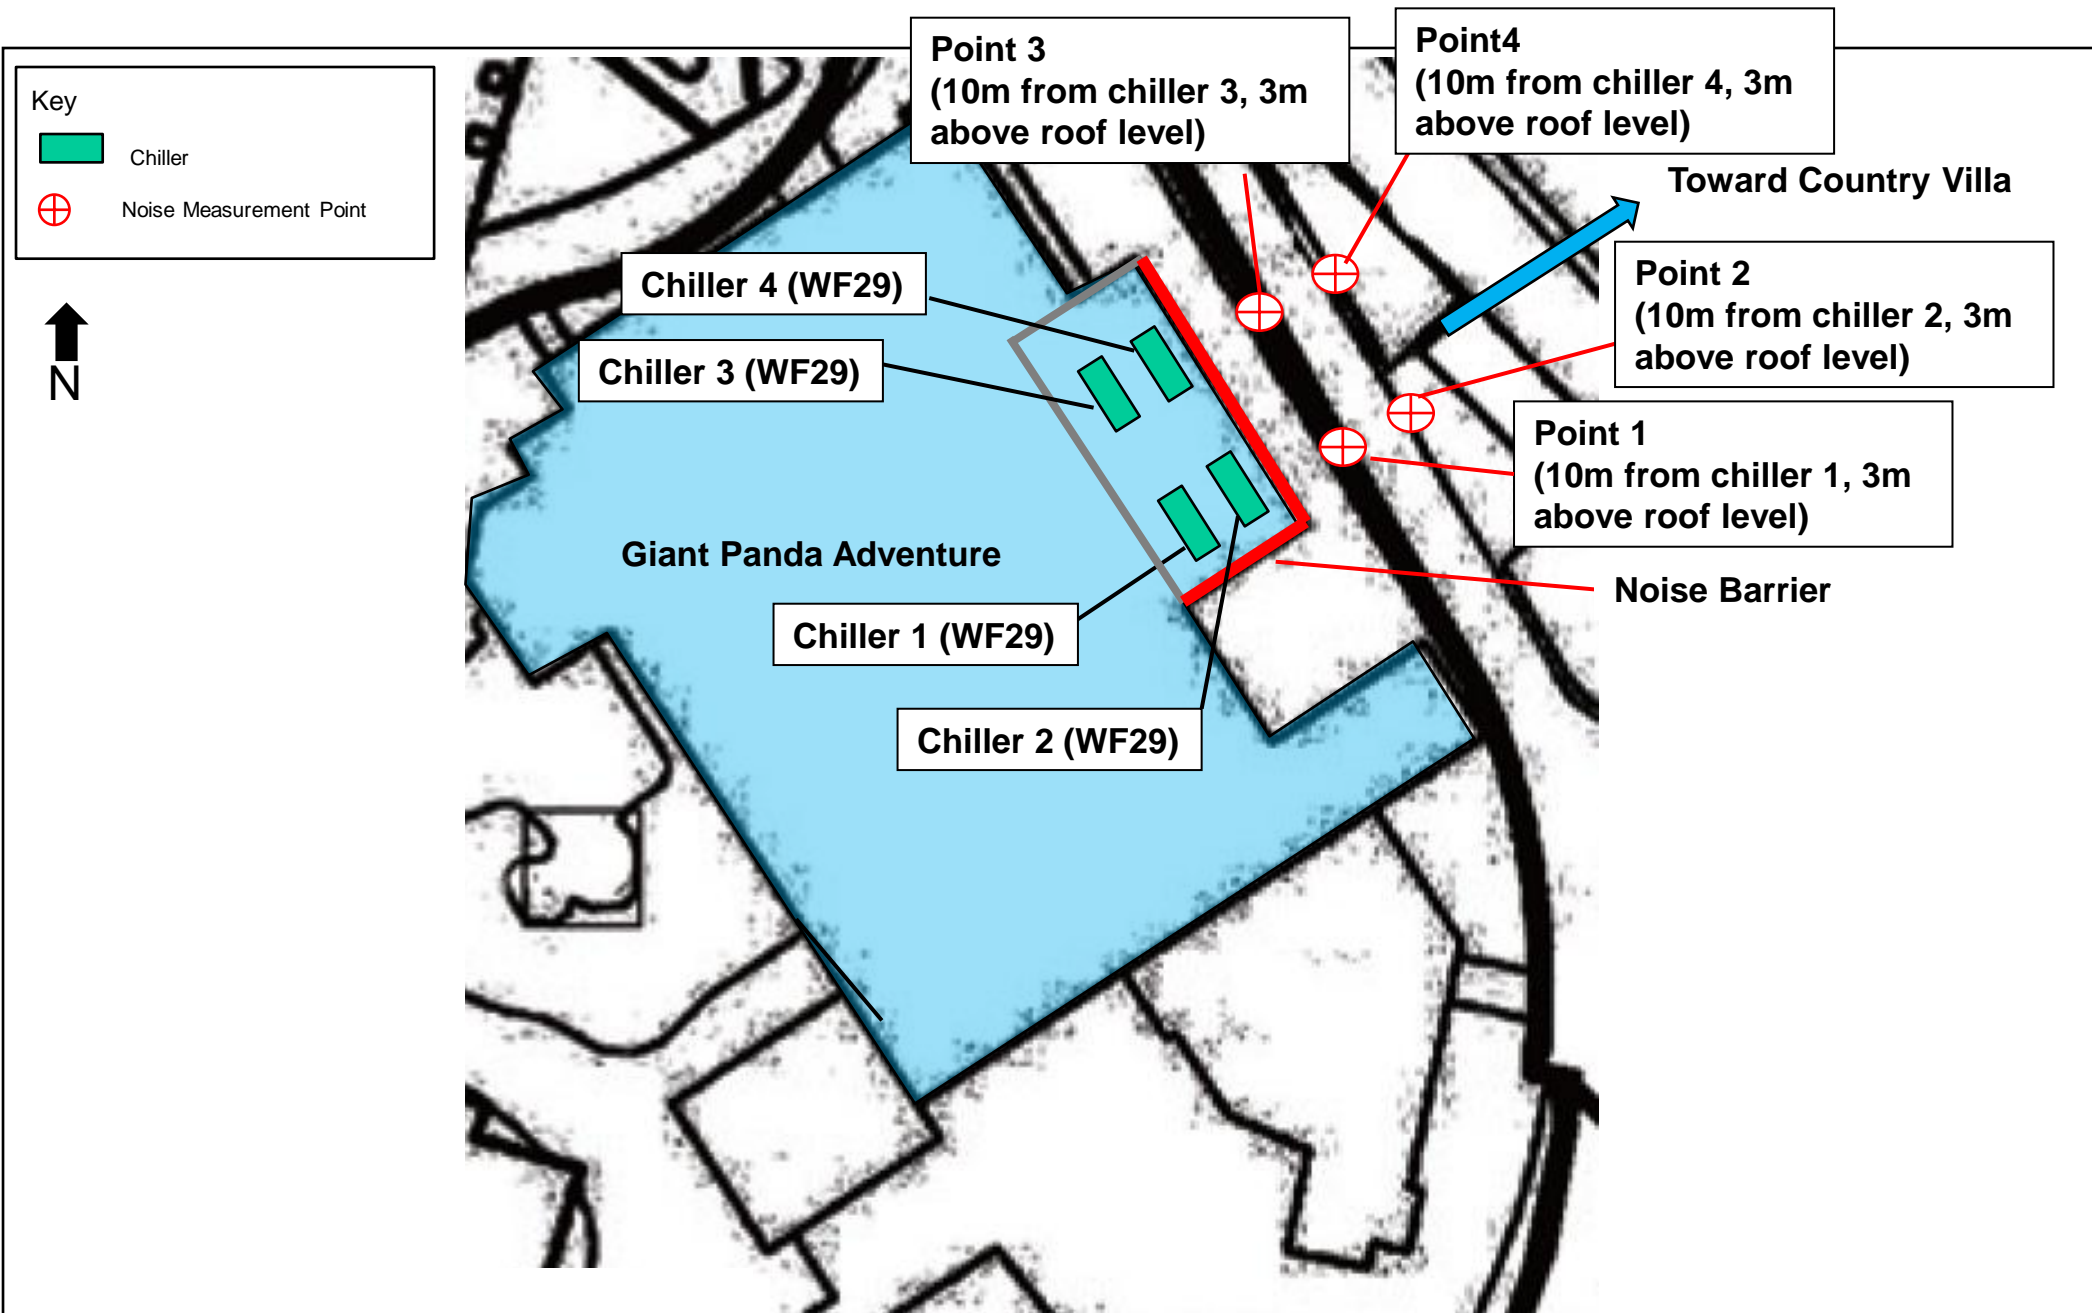 Point 3
(10m from chiller 3, 3m
above roof level)
Point4
(10m from chiller 4, 3m
above roof level)
Key
Chiller
Noise Measurement Point
N
Toward Country Villa
Point 2
(10m from chiller 2, 3m
above roof level)
Chiller 4 (WF29)
Chiller 3 (WF29)
Point 1
(10m from chiller 1, 3m
above roof level)
Giant Panda Adventure
Noise Barrier
Chiller 1 (WF29)
Chiller 2 (WF29)